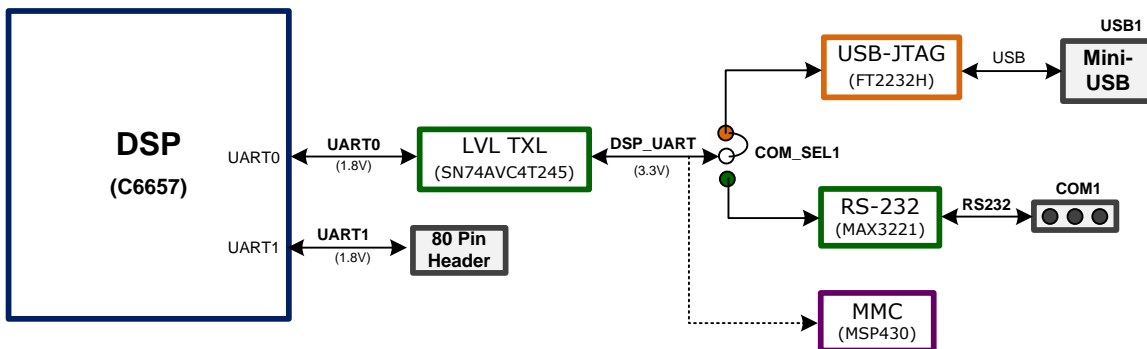 USB1
USB-JTAG
(FT2232H)
USB
Mini-
USB
DSP
(C6657)
UART0
UART0
(1.8V)
LVL TXL
(SN74AVC4T245)
DSP_UART
(3.3V)
COM_SEL1
RS-232
(MAX3221)
RS232
COM1
UART1
UART1
(1.8V)
80 Pin
Header
MMC
(MSP430)